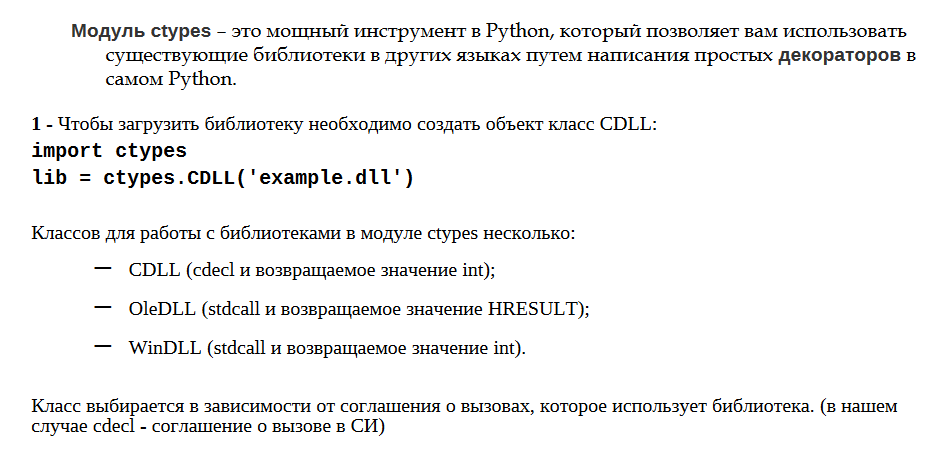 Модуль ctypes – это мощный инструмент в Python, который позволяет вам использовать
существующие библиотеки в других языках путем написания простых декораторов в
самом Python.
1 - Чтобы загрузить библиотеку необходимо создать объект класс CDLL:
import ctypes
lib = ctypes.CDLL('example.dll')
Классов для работы с библиотеками в модуле ctypes несколько:
— CDLL (cdecl и возвращаемое значение int);
— OleDLL (stdcall и возвращаемое значение HRESULT);
— WinDLL (stdcall и возвращаемое значение int).
Класс выбирается в зависимости от соглашения о вызовах, которое использует библиотека. (в нашем
случае cdecl - соглашение о вызове в СИ)